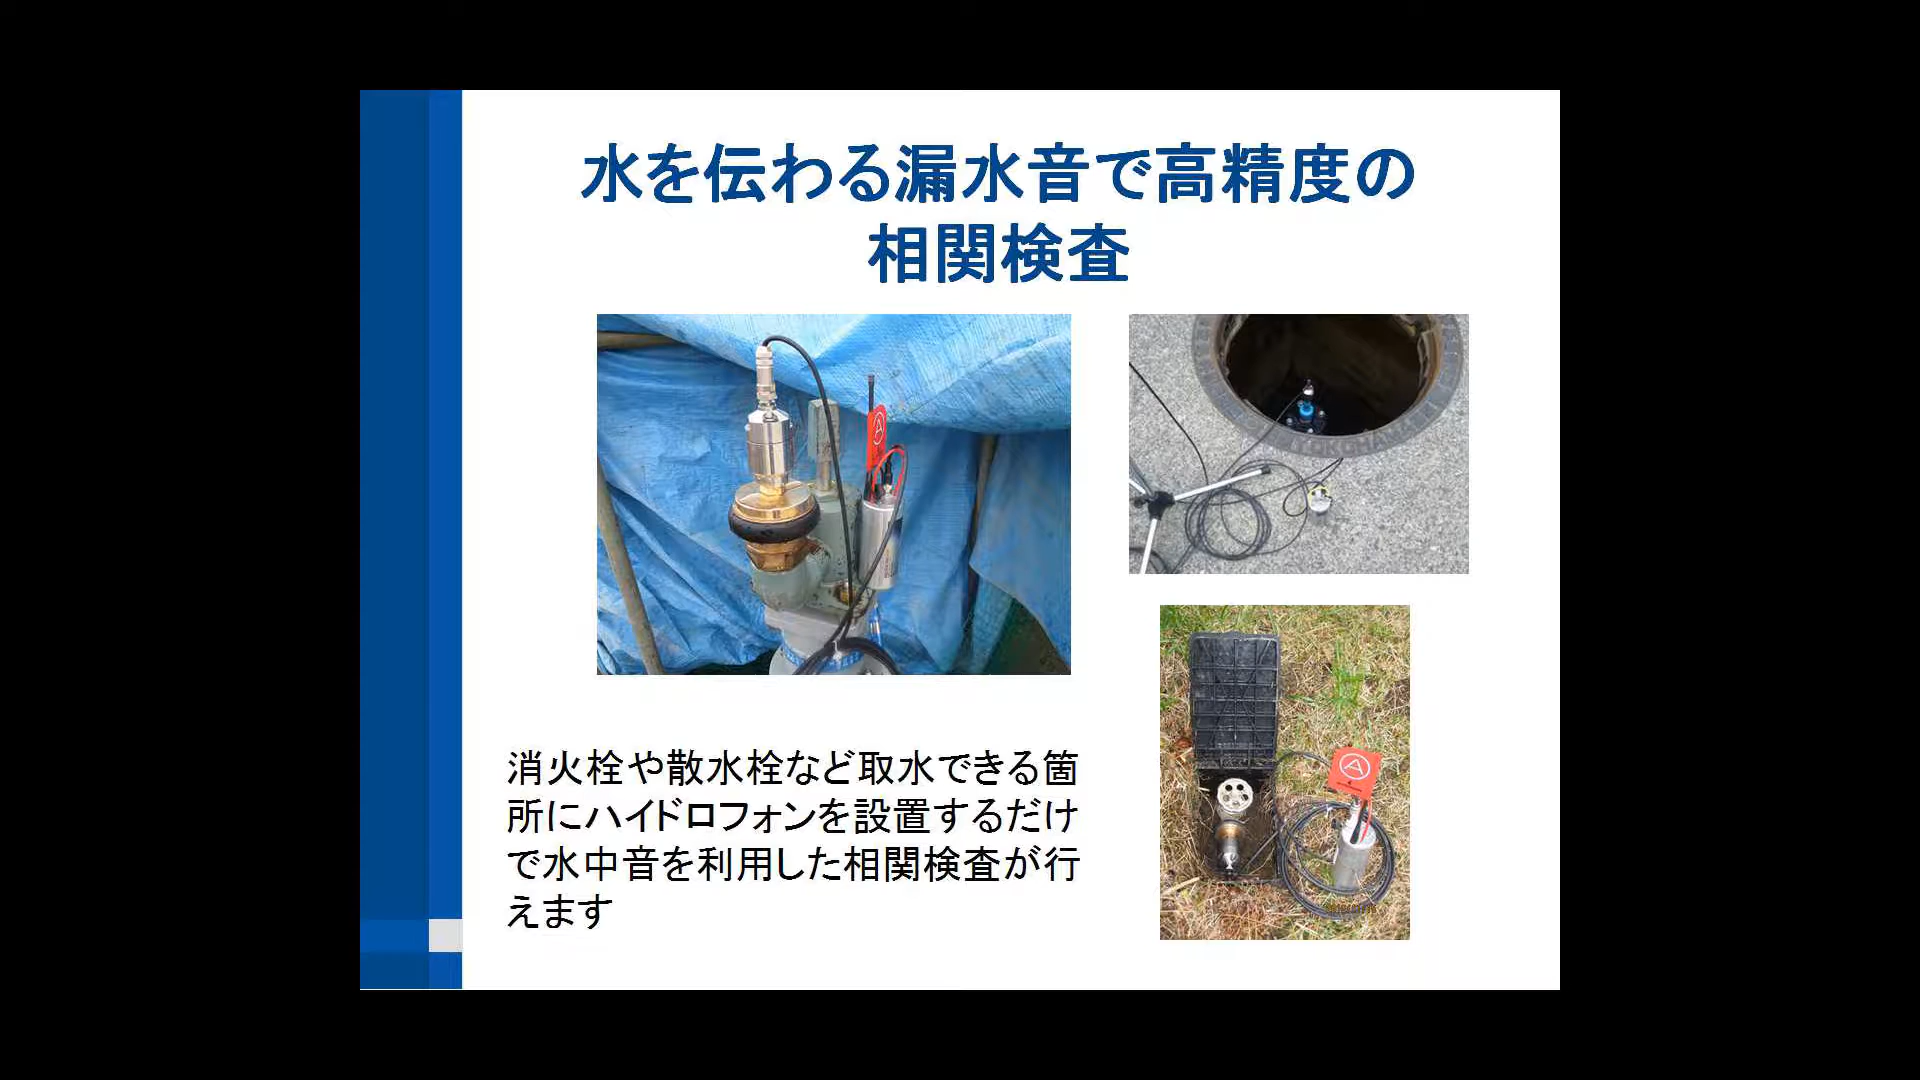 水を伝わる漏水音で高精度の
相関検査
消火栓や散水栓など取水できる箇
所にハイドロフォンを設置するだけ
で水中音を利用した相関検査が行
えます
A
A